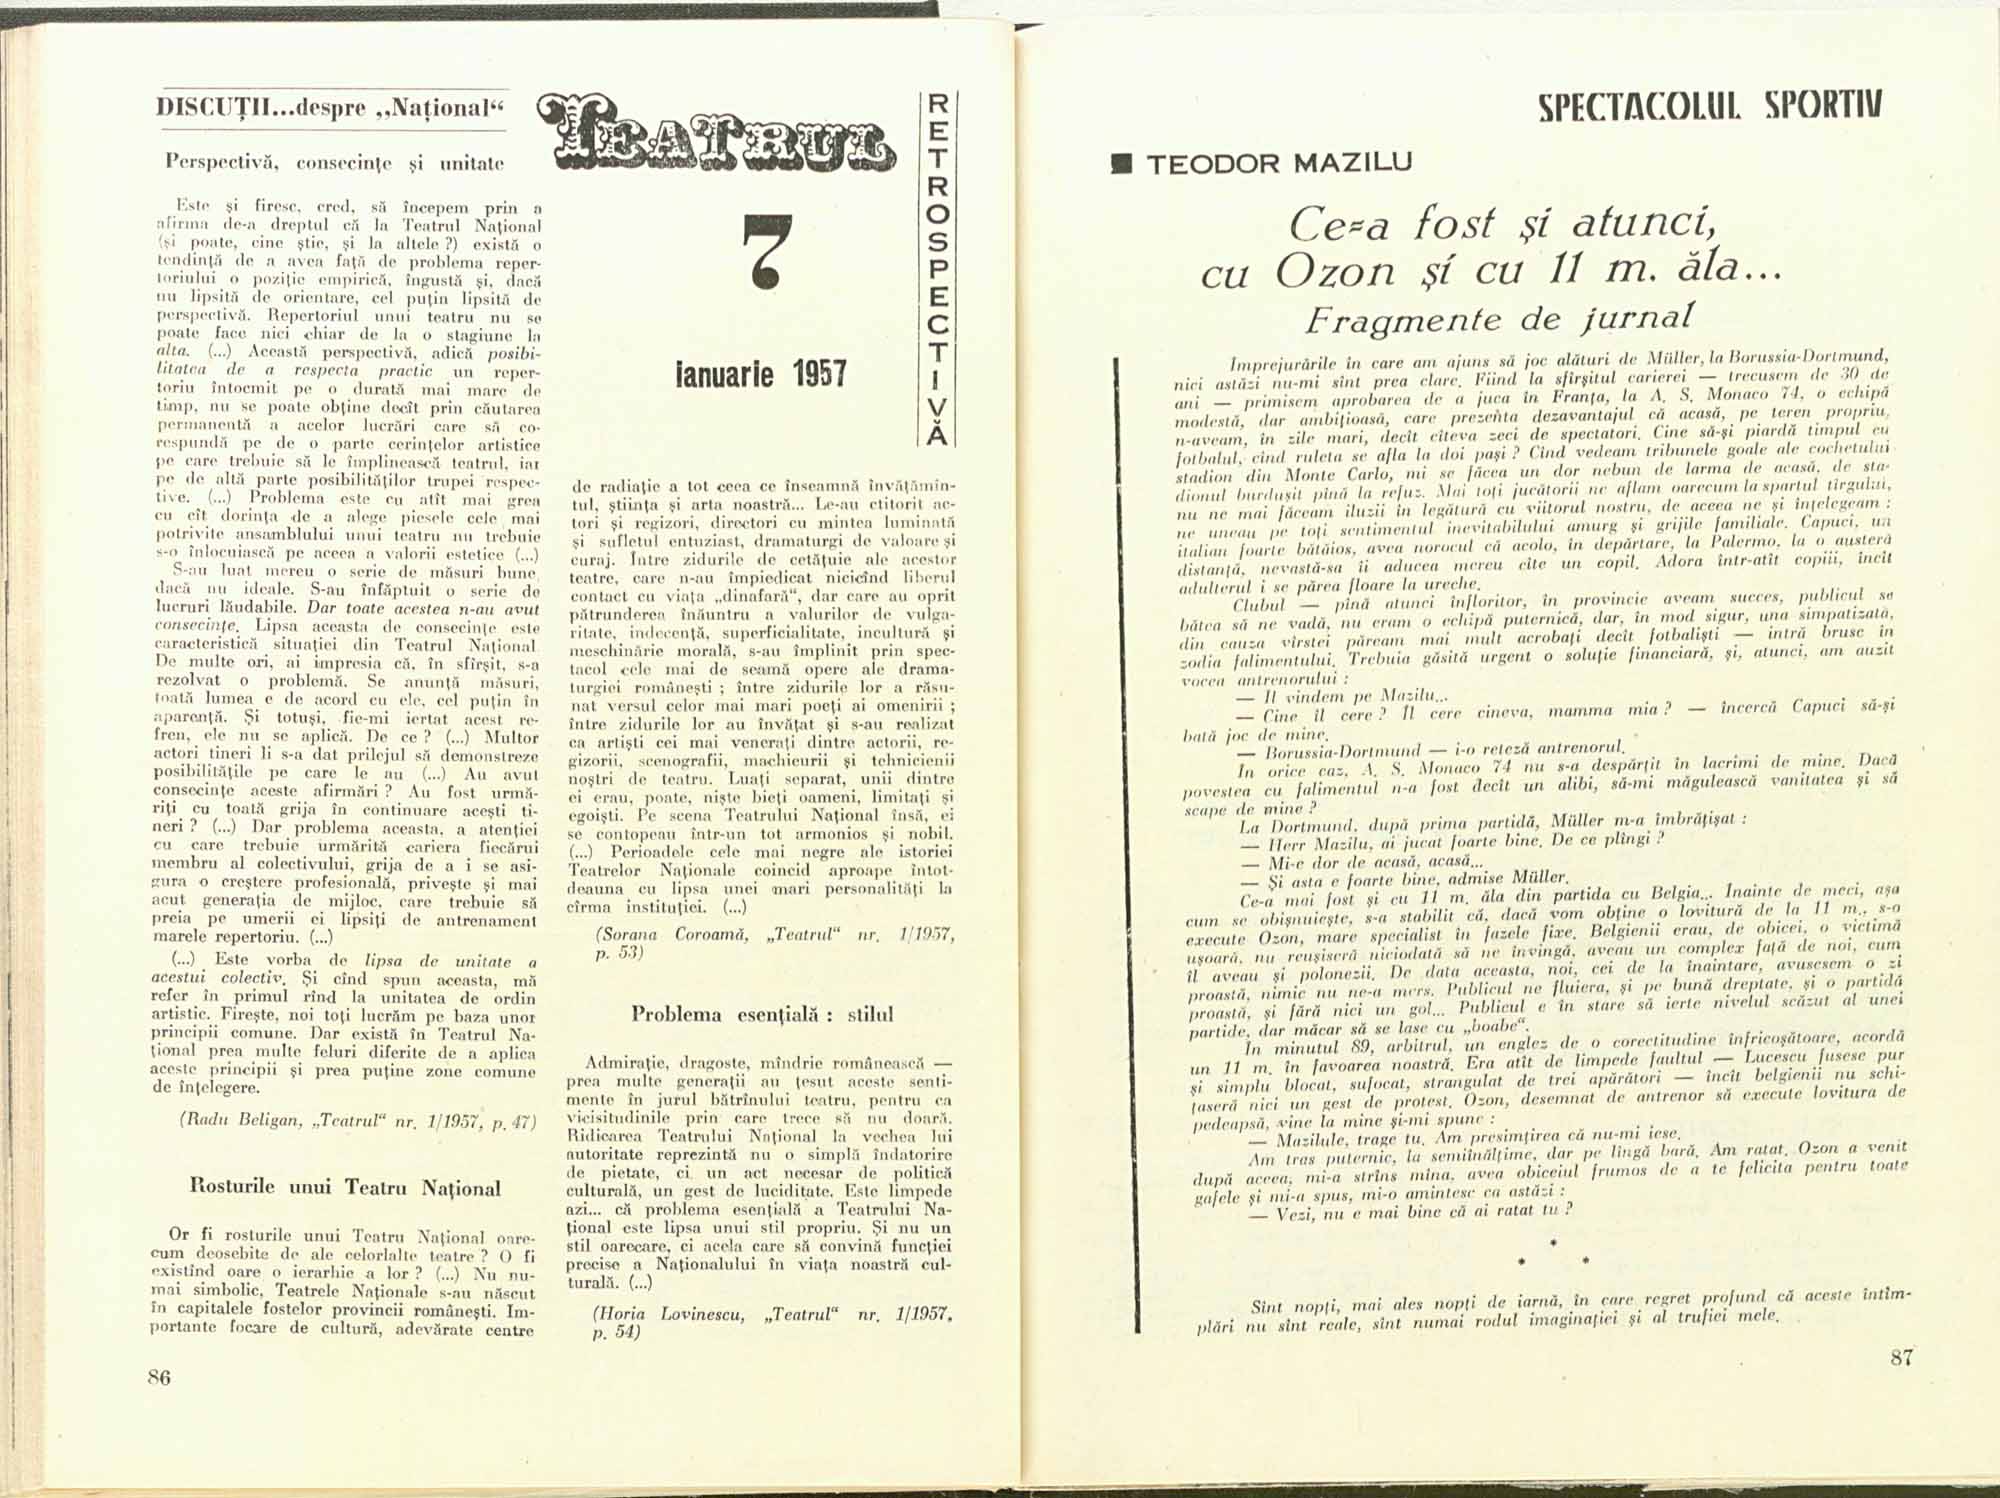 DISCUȚII...despre „Național“
Perspectivă, consecințe și unitate
Este și firesc, cred, să începem prin a
afirma de-a dreptul că la Teatrul Național
(și poate, cine știe, și la altele ?) există o
tendință de a avea față de problema reper-
toriului o poziție empirică, îngustă și, dacă
nu lipsită de orientare, cel puțin lipsită de
perspectivă. Repertoriul unui teatru nu se
poate face nici chiar de la o stagiune la
alta. (...) Această perspectivă, adică posibi-
litatea de a respecta practic un reper-
toriu întocmit pe o durată mai mare de
timp, nu se poate obține decît prin căutarea
permanentă a acelor lucrări care să co-
respundă pe de o parte cerințelor artistice
pe care trebuie să le împlinească teatrul, iar
pe de altă parte posibilităților trupei respec-
tive. (...) Problema este cu atît mai grea
cu cît dorința de a alege piesele cele mai
potrivite ansamblului unui teatru nu trebuie
s-o înlocuiască pe aceea a valorii estetice (...)
S-au luat mereu o serie de măsuri bune,
dacă nu ideale. S-au înfăptuit o serie de
lucruri lăudabile. Dar toate acestea n-au avut
consecințe. Lipsa aceasta de consecințe este
caracteristică situației din Teatrul Național.
De multe ori, ai impresia că, în sfîrșit, s-a
rezolvat o problemă. Se anunță măsuri,
toată lumea e de acord cu ele, cel puțin în
aparență. Și totuși, fie-mi iertat acest re-
fren, ele nu se aplică. De ce ? (...) Multor
actori tineri li s-a dat prilejul să demonstreze
posibilitățile pe care le au (...) Au avut
consecințe aceste afirmări ? Au fost urmă-
riți cu toată grija în continuare acești ti-
neri ? (...) Dar problema aceasta, a atenției
cu care trebuie urmărită cariera fiecărui
membru al colectivului, grija de a i se asi-
gura o creștere profesională, privește și mai
acut generația de mijloc, care trebuie să
preia pe umerii ei lipsiți de antrenament
marele repertoriu. (...)
(...) Este vorba de lipsa de unitate a
acestui colectiv. Și cînd spun aceasta, mă
refer în primul rînd la unitatea de ordin
artistic. Firește, noi toți lucrăm pe baza unor
principii comune. Dar există în Teatrul Na-
țional prea multe feluri diferite de a aplica
aceste principii și prea puține zone comune
de înțelegere.
(Radu Beligan, „Teatrul“ nr. 1/1957, p. 47)
Rosturile unui Teatru Național
Or fi rosturile unui Teatru Național oare-
cum deosebite de ale celorlalte teatre ? O fi
existînd oare o ierarhie a lor ? (...) Nu nu-
mai simbolic, Teatrele Naționale s-au născut
în capitalele fostelor provincii românești. Im-
portante focare de cultură, adevărate centre
86
TEATRUL
7
ianuarie 1957
RETROSPECTIVĂ
de radiație a tot ceea ce înseamnă învățămîn-
tul, știința și arta noastră... Le-au ctitorit ac-
tori și regizori, directori cu mintea luminată
și sufletul entuziast, dramaturgi de valoare și
curaj. Între zidurile de cetățuie ale acestor
teatre, care n-au împiedicat nicicînd liberul
contact cu viața „dinafară“, dar care au oprit
pătrunderea înăuntru a valurilor de vulga-
ritate, indecență, superficialitate, incultură și
meschinărie morală, s-au împlinit prin spec-
tacol cele mai de seamă opere ale drama-
turgiei românești ; între zidurile lor a răsu-
nat versul celor mai mari poeți ai omenirii ;
între zidurile lor au învățat și s-au realizat
ca artiști cei mai venerați dintre actorii, re-
gizorii, scenografii, machieurii și tehnicienii
noștri de teatru. Luați separat, unii dintre
ei erau, poate, niște bieți oameni, limitați și
egoiști. Pe scena Teatrului Național însă, ei
se contopeau într-un tot armonios și nobil.
(...) Perioadele cele mai negre ale istoriei
Teatrelor Naționale coincid aproape întot-
deauna cu lipsa unei mari personalități la
cîrma instituției. (...)
(Sorana Coroamă, „Teatrul“ nr. 1/1957,
p. 53)
Problema esențială : stilul
Admirație, dragoste, mîndrie românească —
prea multe generații au țesut aceste senti-
mente în jurul bătrînului teatru, pentru ca
vicisitudinile prin care trece să nu doară.
Ridicarea Teatrului Național la vechea lui
autoritate reprezintă nu o simplă îndatorire
de pietate, ci un act necesar de politică
culturală, un gest de luciditate. Este limpede
azi... că problema esențială a Teatrului Na-
țional este lipsa unui stil propriu. Și nu un
stil oarecare, ci acela care să convină funcției
precise a Naționalului în viața noastră cul-
turală. (...)
(Horia Lovinescu, „Teatrul“ nr. 1/1957,
p. 54)
SPECTACOLUL SPORTIV
■ TEODOR MAZILU
Ce-a fost și atunci,
cu Ozon și cu 11 m. ăla...
Fragmente de jurnal
Imprejurările în care am ajuns să joc alături de Müller, la Borussia-Dortmund,
nici astăzi nu-mi sînt prea clare. Fiind la sfîrșitul carierei — trecusem de 30 de
ani — primisem aprobarea de a juca în Franța, la A. S. Monaco 74, o echipă
modestă, dar ambițioasă, care prezenta dezavantajul că acasă, pe teren propriu,
n-aveam, în zile mari, decît cîteva zeci de spectatori. Cine să-și piardă timpul cu
fotbalul, cînd ruleta se afla la doi pași ? Cînd vedeam tribunele goale ale cochetului
stadion din Monte Carlo, mi se făcea un dor nebun de larma de acasă, de sta-
dionul burdușit pînă la refuz. Mai toți jucătorii ne aflam oarecum la spartul tîrgului,
nu ne mai făceam iluzii în legătură cu viitorul nostru, de aceea ne și înțelegeam :
ne uneau pe toți sentimentul inevitabilului amurg și grijile familiale. Capuci, un
italian foarte bătăios, avea norocul că acolo, în depărtare, la Palermo, la o austeră
distanță, nevastă-sa îi aducea mereu cîte un copil. Adora într-atît copiii, încît
adulterul i se părea floare la ureche.
Clubul — pînă atunci înfloritor, în provincie aveam succes, publicul se
bătea să ne vadă, nu eram o echipă puternică, dar, în mod sigur, una simpatizată,
din cauza vîrstei păream mai mult acrobați decît fotbaliști — intră brusc în
zodia falimentului. Trebuia găsită urgent o soluție financiară, și, atunci, am auzit
vocea antrenorului :
— Il vindem pe Mazilu...
— Cine îl cere ? Îl cere cineva, mamma mia ? — încercă Capuci să-și
bată joc de mine.
— Borussia-Dortmund — i-o reteză antrenorul.
In orice caz, A. S. Monaco 74 nu s-a despărțit în lacrimi de mine. Dacă
povestea cu falimentul n-a fost decît un alibi, să-mi măgulească vanitatea și să
scape de mine ?
La Dortmund, după prima partidă, Müller m-a îmbrățișat :
— Herr Mazilu, ai jucat foarte bine. De ce plîngi ?
— Mi-e dor de acasă, acasă...
— Și asta e foarte bine, admise Müller.
Ce-a mai fost și cu 11 m. ăla din partida cu Belgia... Inainte de meci, așa
cum se obișnuiește, s-a stabilit că, dacă vom obține o lovitură de la 11 m., s-o
execute Ozon, mare specialist în fazele fixe. Belgienii erau, de obicei, o victimă
ușoară, nu reușiseră niciodată să ne învingă, aveau un complex față de noi, cum
îl aveau și polonezii. De data aceasta, noi, cei de la înaintare, avusesem o zi
proastă, nimic nu ne-a mers. Publicul ne fluiera, și pe bună dreptate, și o partidă
proastă, și fără nici un gol... Publicul e în stare să ierte nivelul scăzut al unei
partide, dar măcar să se lase cu „boabe“.
In minutul 89, arbitrul, un englez de o corectitudine înfricoșătoare, acordă
un 11 m. în favoarea noastră. Era atît de limpede faultul — Lucescu fusese pur
și simplu blocat, sufocat, strangulat de trei apărători — încît belgienii nu schi-
țaseră nici un gest de protest. Ozon, desemnat de antrenor să execute lovitura de
pedeapsă, vine la mine și-mi spune :
— Mazilule, trage tu. Am presimțirea că nu-mi iese.
Am tras puternic, la semiînălțime, dar pe lîngă bară. Am ratat. Ozon a venit
după aceea, mi-a strîns mîna, avea obiceiul frumos de a te felicita pentru toate
gafele și mi-a spus, mi-o amintesc ca astăzi :
— Vezi, nu e mai bine că ai ratat tu ?
*
* *
Sînt nopți, mai ales nopți de iarnă, în care regret profund că aceste întîm-
plări nu sînt reale, sînt numai rodul imaginației și al trufiei mele.
87